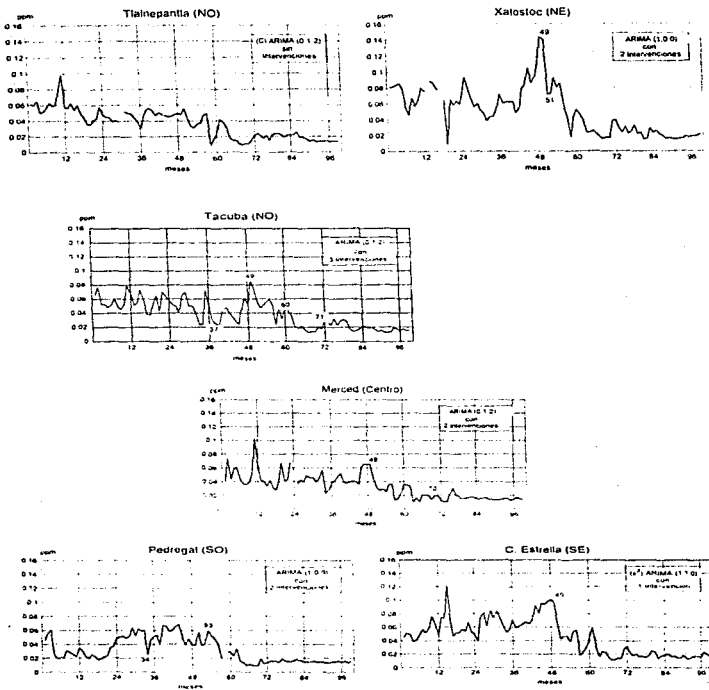 Tlalnepantla (NO)
ppm
0.16
0.14
0.12
0.1
0.08
0.06
0.04
0.02
0
12 24 36 48 60 72 84 96
meses
(C) ARIMA (0,1,2)
sin
intervenciones
Xalostoc (NE)
ppm
0.16
0.14
0.12
0.1
0.08
0.06
0.04
0.02
0
12 24 36 48 60 72 84 96
meses
49
51
ARIMA (1,0,0)
con
2 Intervenciones
Tacuba (NO)
ppm
0.16
0.14
0.12
0.1
0.08
0.06
0.04
0.02
0
12 24 36 48 60 72 84 96
meses
37
49
60
71
ARIMA (0,1,2)
con
Intervenciones
Merced (Centro)
ppm
0.16
0.14
0.12
0.1
0.08
0.06
0.04
0.02
12 24 36 48 60 72 84 96
meses
ARIMA (0,1,2)
con
2 Intervenciones
Pedregal (SO)
ppm
0.16
0.14
0.12
0.1
0.08
0.06
0.04
0.02
0
12 24 36 48 60 72 84 96
meses
34
53
con
2 Intervenciones
C. Estrella (SE)
ppm
0.16
0.14
0.12
0.1
0.08
0.06
0.04
0.02
0
12 24 36 48 60 72 84 96
meses
ARIMA (1,1,0)
con
1 Intervención